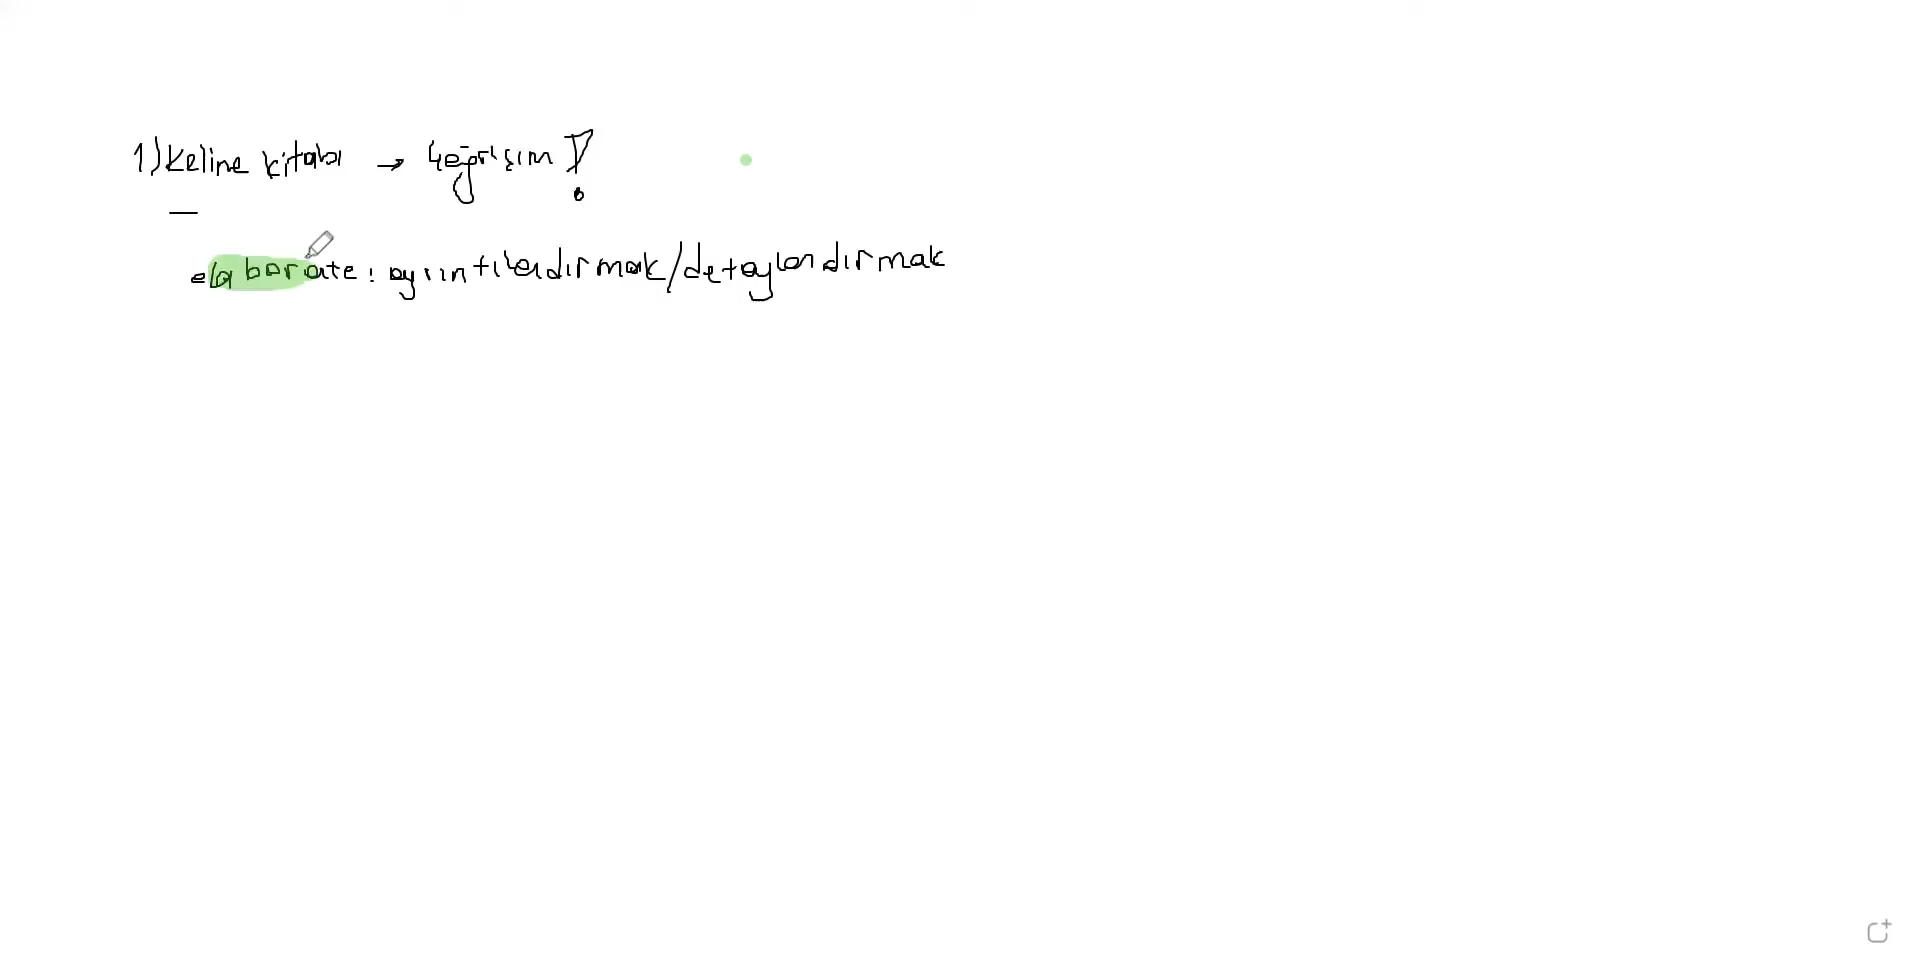 1) Kelime kitabı → Çağrışım !
elaborate : ayrıntılandırmak/detaylandırmak